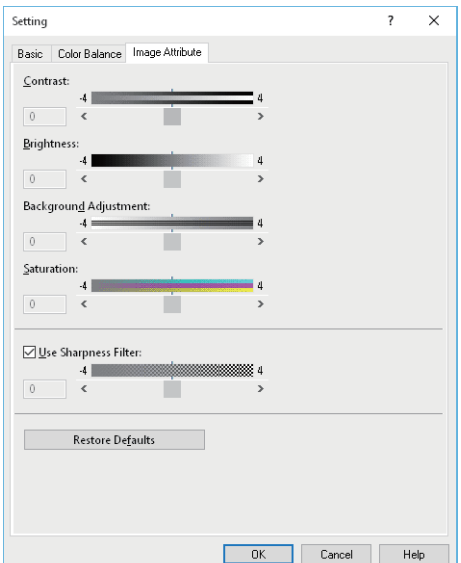 Setting ? ×
Basic Color Balance Image Attribute
Contrast:
-4 4
0 < >
Brightness:
-4 4
0 < >
Background Adjustment:
-4 4
0 < >
Saturation:
-4 4
0 < >
Use Sharpness Filter:
-4 4
0 < >
Restore Defaults
OK Cancel Help